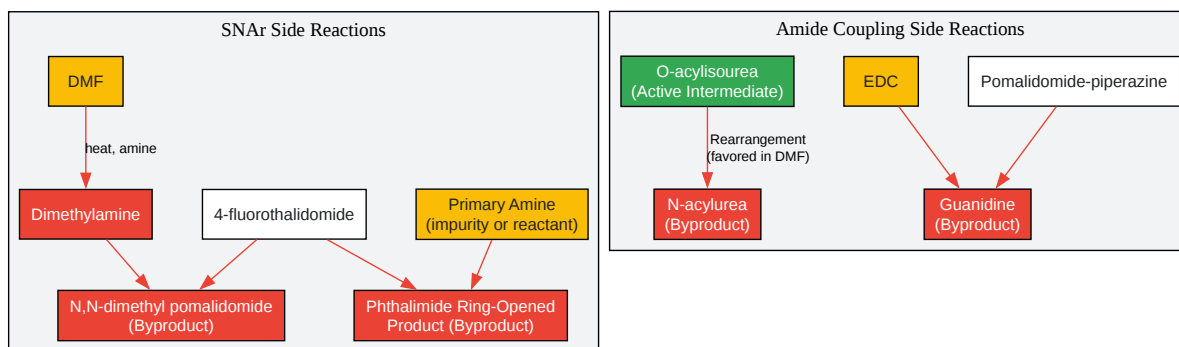 SNAr Side Reactions
DMF
heat, amine
Dimethylamine
4-fluorothalidomide
Primary Amine
(impurity or reactant)
N,N-dimethyl pomalidomide
(Byproduct)
Phthalimide Ring-Opened
Product (Byproduct)
Amide Coupling Side Reactions
O-acylisourea
(Active Intermediate)
EDC
Pomalidomide-piperazine
Rearrangement
(favored in DMF)
N-acylurea
(Byproduct)
Guanidine
(Byproduct)